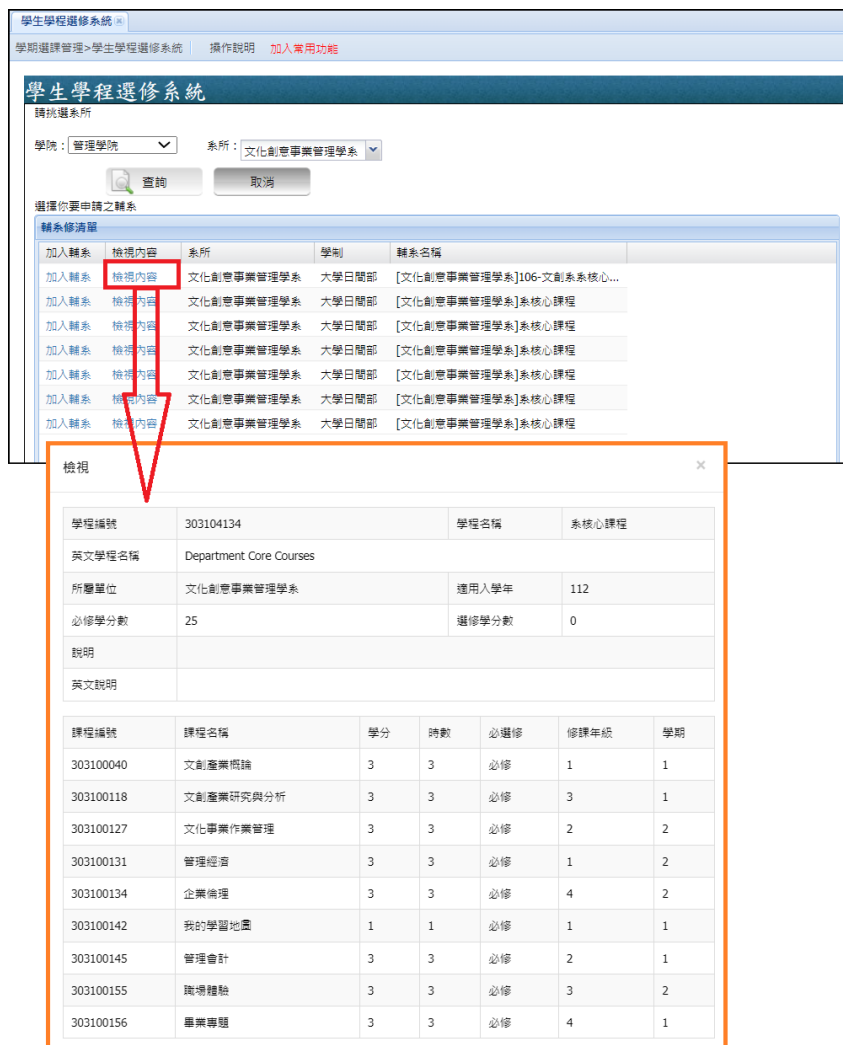 學生學程選修系統
學期選課管理>學生學程選修系統 操作說明 加入常用功能
學生學程選修系統
請挑選系所
學院： 管理學院 系所： 文化創意事業管理學系
查詢 取消
選擇你要申請之輔系
輔系修清單
加入輔系 檢視內容 系所 學制 輔系名稱
加入輔系 檢視內容 文化創意事業管理學系 大學日間部 [文化創意事業管理學系]106-文創系系核心...
加入輔系 檢視內容 文化創意事業管理學系 大學日間部 [文化創意事業管理學系]系核心課程
加入輔系 檢視內容 文化創意事業管理學系 大學日間部 [文化創意事業管理學系]系核心課程
加入輔系 檢視內容 文化創意事業管理學系 大學日間部 [文化創意事業管理學系]系核心課程
加入輔系 檢視內容 文化創意事業管理學系 大學日間部 [文化創意事業管理學系]系核心課程
加入輔系 檢視內容 文化創意事業管理學系 大學日間部 [文化創意事業管理學系]系核心課程
加入輔系 檢視內容 文化創意事業管理學系 大學日間部 [文化創意事業管理學系]系核心課程
檢視 ×
學程編號 303104134 學程名稱 系核心課程
英文學程名稱 Department Core Courses
所屬單位 文化創意事業管理學系 適用入學年 112
必修學分數 25 選修學分數 0
說明
英文說明
課程編號 課程名稱 學分 時數 必選修 修課年級 學期
303100040 文創產業概論 3 3 必修 1 1
303100118 文創產業研究與分析 3 3 必修 3 1
303100127 文化事業作業管理 3 3 必修 2 2
303100131 管理經濟 3 3 必修 1 2
303100134 企業倫理 3 3 必修 4 2
303100142 我的學習地圖 1 1 必修 1 1
303100145 管理會計 3 3 必修 2 1
303100155 職場體驗 3 3 必修 3 2
303100156 畢業專題 3 3 必修 4 1